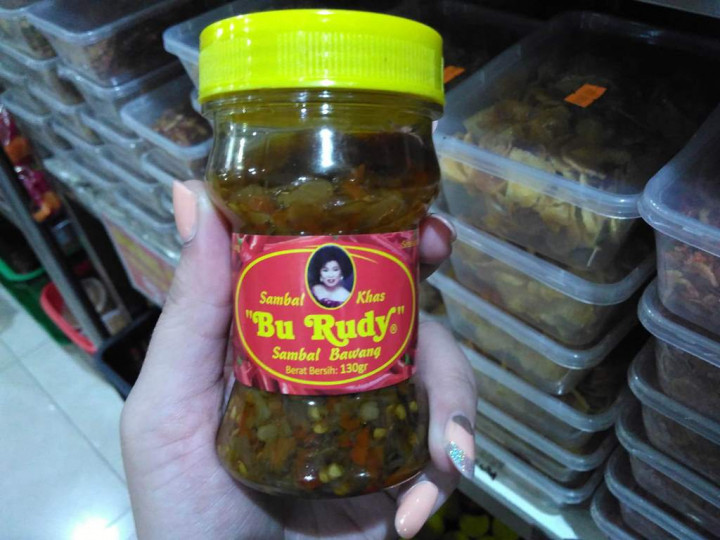 Sambal Khas
"Bu Rudy"®
Sambal Bawang
Berat Bersih: 130gr